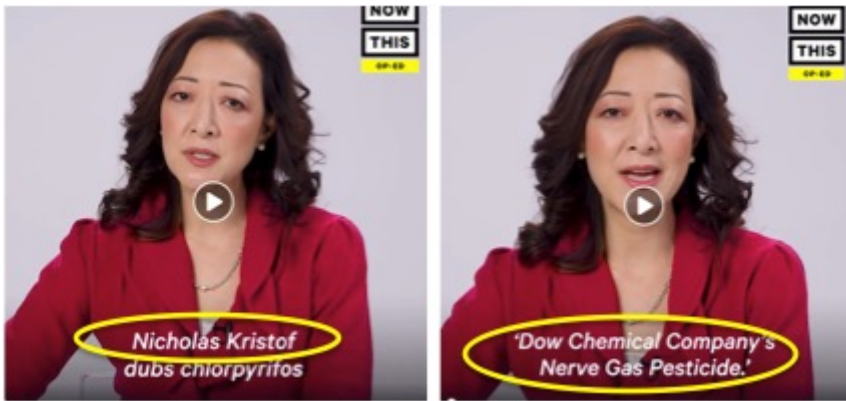 NOW
THIS
OP-ED
Nicholas Kristof
dubs chlorpyrifos
NOW
THIS
OP-ED
'Dow Chemical Company's
Nerve Gas Pesticide.'